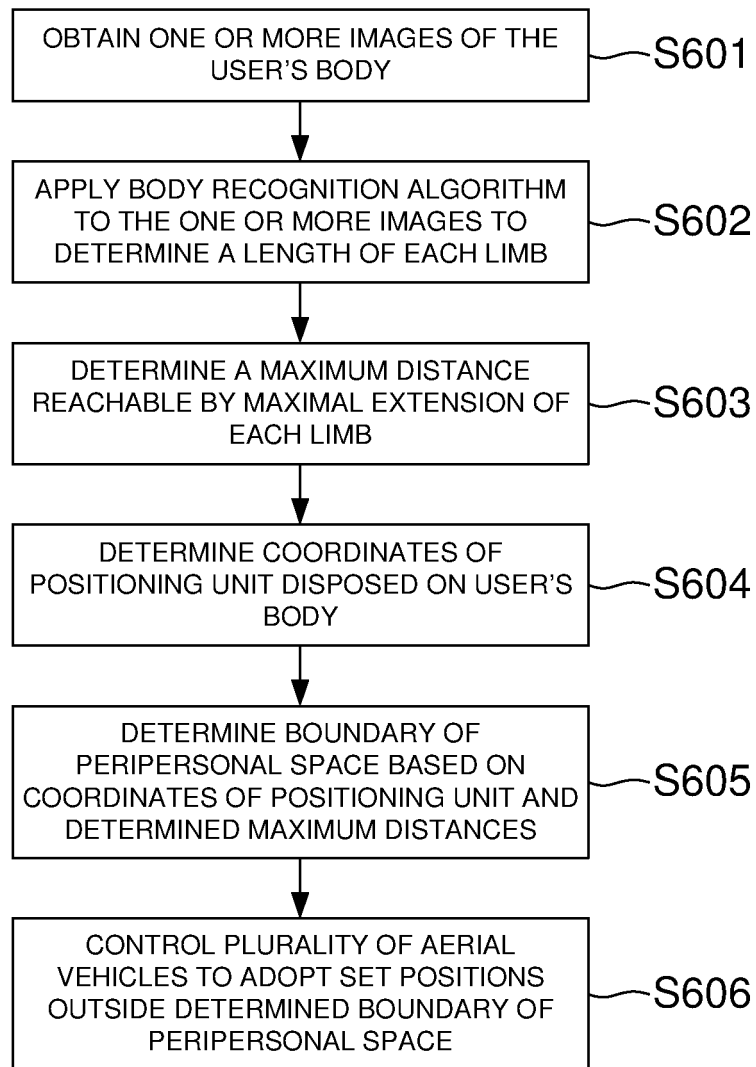 OBTAIN ONE OR MORE IMAGES OF THE
USER'S BODY
S601
APPLY BODY RECOGNITION ALGORITHM
TO THE ONE OR MORE IMAGES TO
DETERMINE A LENGTH OF EACH LIMB
S602
DETERMINE A MAXIMUM DISTANCE
REACHABLE BY MAXIMAL EXTENSION OF
EACH LIMB
S603
DETERMINE COORDINATES OF
POSITIONING UNIT DISPOSED ON USER'S
BODY
S604
DETERMINE BOUNDARY OF
PERIPERSONAL SPACE BASED ON
COORDINATES OF POSITIONING UNIT AND
DETERMINED MAXIMUM DISTANCES
S605
CONTROL PLURALITY OF AERIAL
VEHICLES TO ADOPT SET POSITIONS
OUTSIDE DETERMINED BOUNDARY OF
PERIPERSONAL SPACE
S606